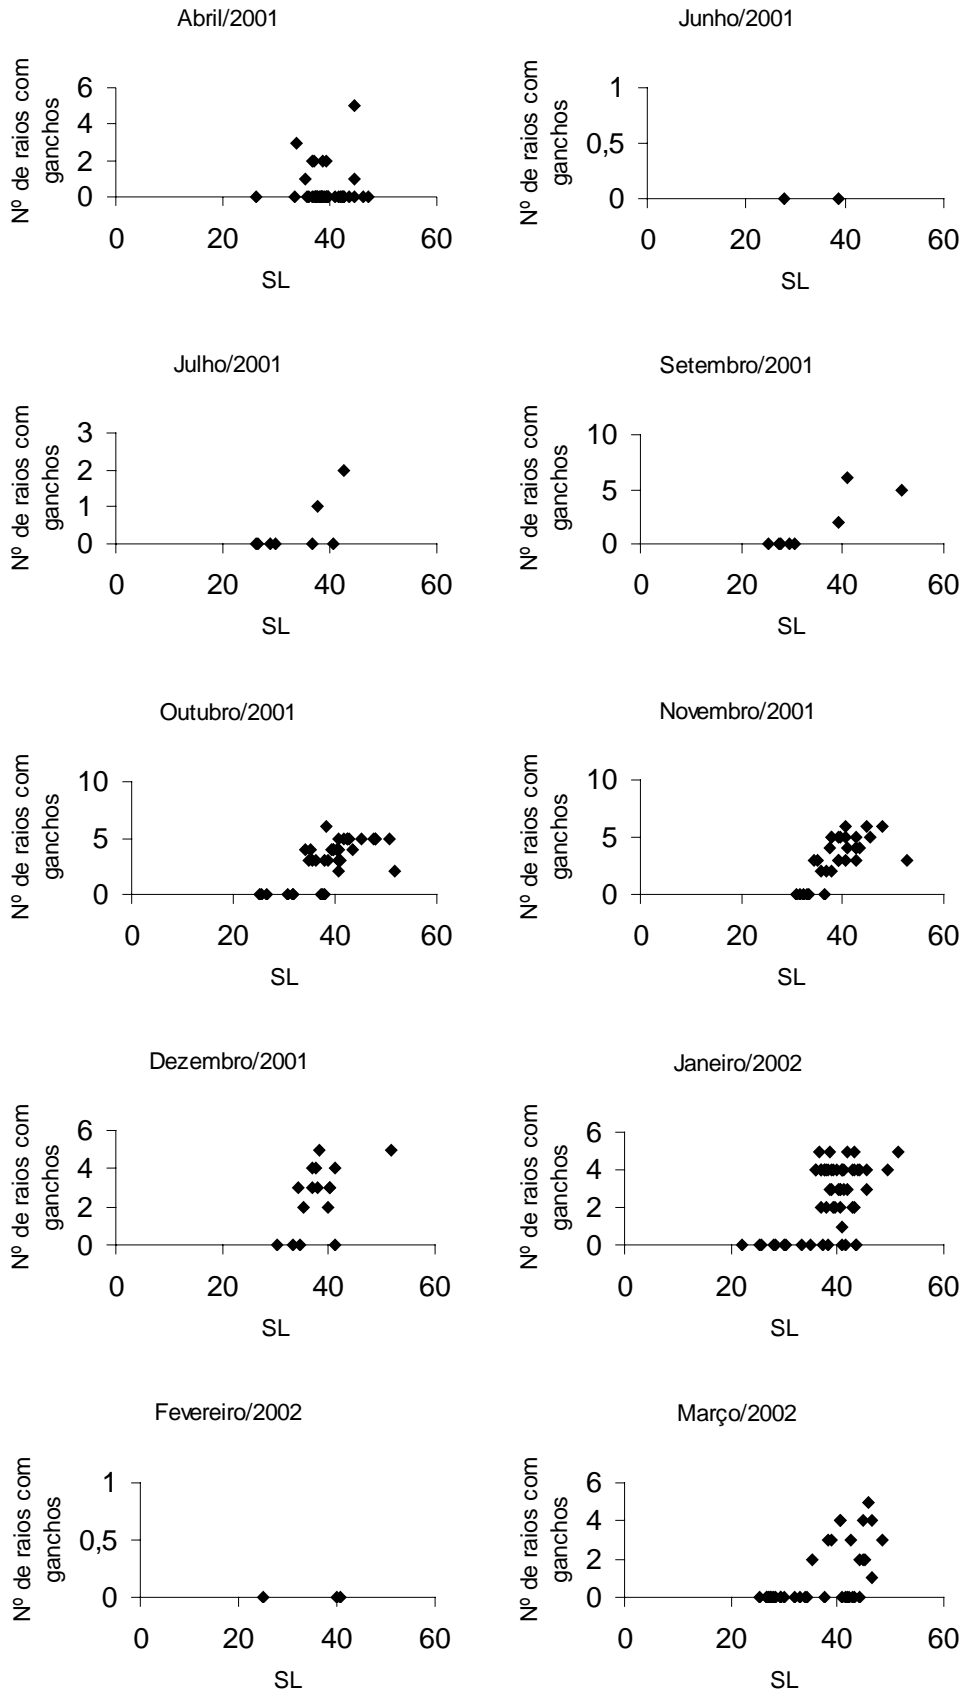 Abril/2001
Nº de raios com
ganchos
6
4
2
0
0 20 40 60
SL
Junho/2001
Nº de raios com
ganchos
1
0,5
0
0 20 40 60
SL
Julho/2001
Nº de raios com
ganchos
3
2
1
0
0 20 40 60
SL
Setembro/2001
Nº de raios com
ganchos
10
5
0
0 20 40 60
SL
Outubro/2001
Nº de raios com
ganchos
10
5
0
0 20 40 60
SL
Novembro/2001
Nº de raios com
ganchos
10
5
0
0 20 40 60
SL
Dezembro/2001
Nº de raios com
ganchos
6
4
2
0
0 20 40 60
SL
Janeiro/2002
Nº de raios com
ganchos
6
4
2
0
0 20 40 60
SL
Fevereiro/2002
Nº de raios com
ganchos
1
0,5
0
0 20 40 60
SL
Março/2002
Nº de raios com
ganchos
6
4
2
0
0 20 40 60
SL